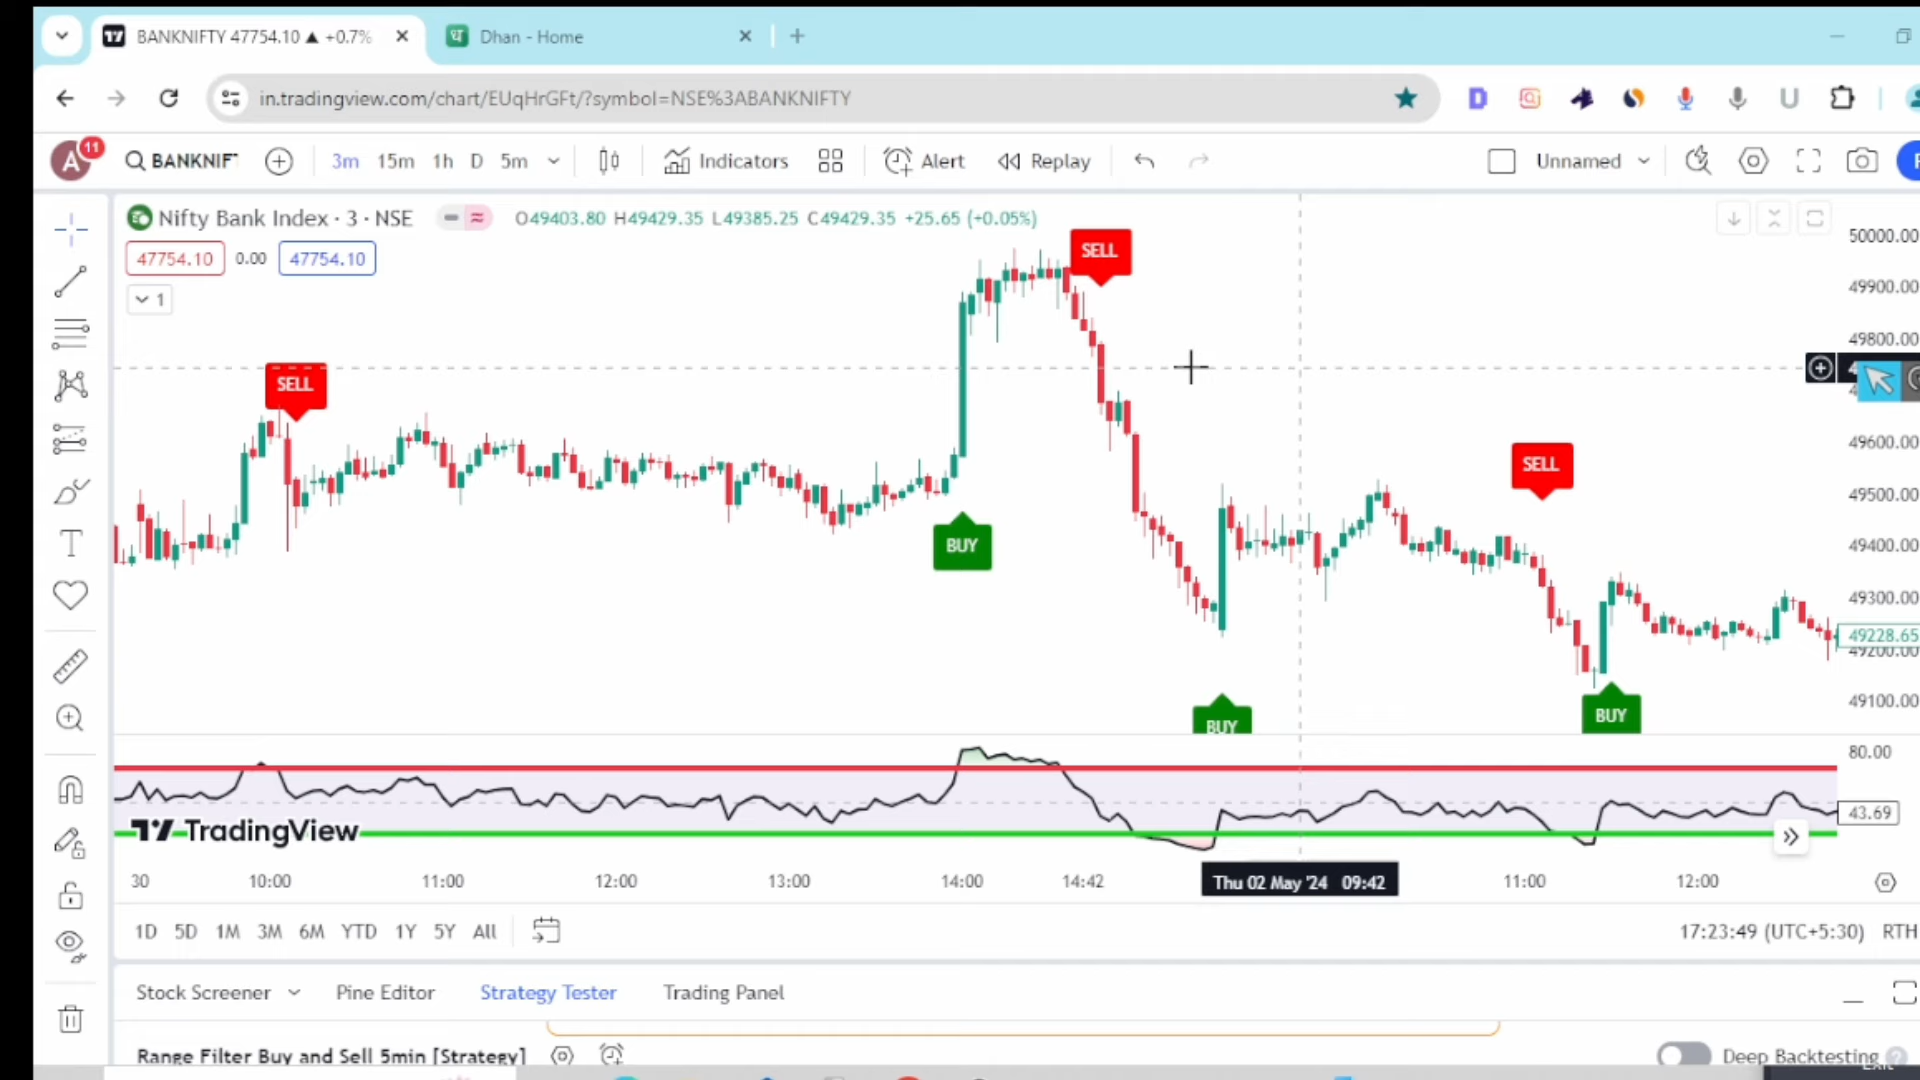 BANKNIFTY 47754.10 ▲ +0.7%
Dhan - Home
in.tradingview.com/chart/EUqHrGFt/?symbol=NSE%3ABANKNIFTY
A 11 BANKNIF 3m 15m 1h D 5m Indicators Alert Replay Unnamed
Nifty Bank Index · 3 · NSE O49403.80 H49429.35 L49385.25 C49429.35 +25.65 (+0.05%)
47754.10 0.00 47754.10
1
50000.00
49900.00
49800.00
49600.00
49500.00
49400.00
49300.00
49228.65
49200.00
49100.00
SELL
SELL
SELL
BUY
BUY
BUY
80.00
43.69
TradingView
30 10:00 11:00 12:00 13:00 14:00 14:42 Thu 02 May '24 09:42 11:00 12:00
1D 5D 1M 3M 6M YTD 1Y 5Y All 17:23:49 (UTC+5:30) RTH
Stock Screener Pine Editor Strategy Tester Trading Panel
Range Filter Buy and Sell 5min [Strategy] Deep Backtesting